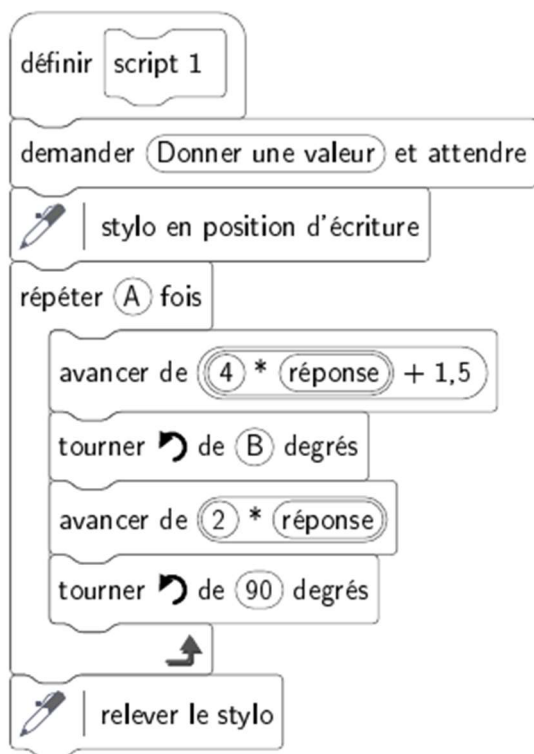 définir script 1
demander Donner une valeur et attendre
stylo en position d'écriture
répéter A fois
avancer de 4 * réponse + 1,5
tourner de B degrés
avancer de 2 * réponse
tourner de 90 degrés
relever le stylo